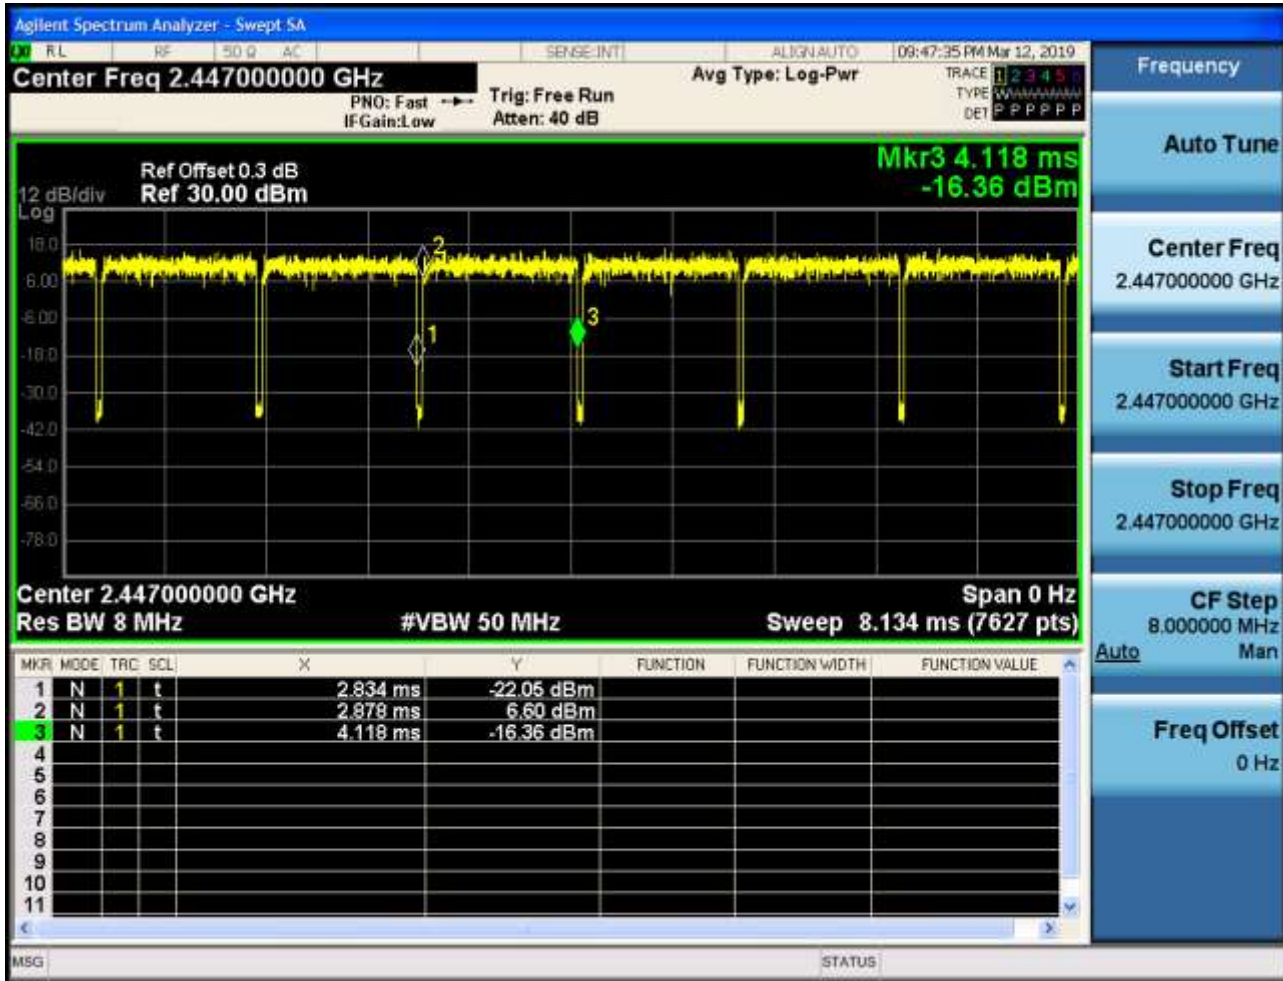 Agilent Spectrum Analyzer - Swept SA
RL RF 50 Ω AC SENSE:INT ALIGN AUTO 09:47:35 PM Mar 12, 2019
Center Freq 2.447000000 GHz
PNO: Fast
IFGain:Low
Trig: Free Run
Atten: 40 dB
Avg Type: Log-Pwr
TRACE 1 2 3 4 5 6
TYPE
DET P P P P P P
Ref Offset 0.3 dB
12 dB/div Ref 30.00 dBm
Log
Mkr3 4.118 ms
-16.36 dBm
18.0
6.00
-6.00
-18.0
-30.0
-42.0
-54.0
-66.0
-78.0
1
2
3
Center 2.447000000 GHz Span 0 Hz
Res BW 8 MHz #VBW 50 MHz Sweep 8.134 ms (7627 pts)
MKR MODE TRC SCL X Y FUNCTION FUNCTION WIDTH FUNCTION VALUE
1 N 1 t 2.834 ms -22.05 dBm
2 N 1 t 2.878 ms 6.60 dBm
3 N 1 t 4.118 ms -16.36 dBm
4
5
6
7
8
9
10
11
MSG STATUS
Frequency
Auto Tune
Center Freq
2.447000000 GHz
Start Freq
2.447000000 GHz
Stop Freq
2.447000000 GHz
CF Step
8.000000 MHz
Auto Man
Freq Offset
0 Hz